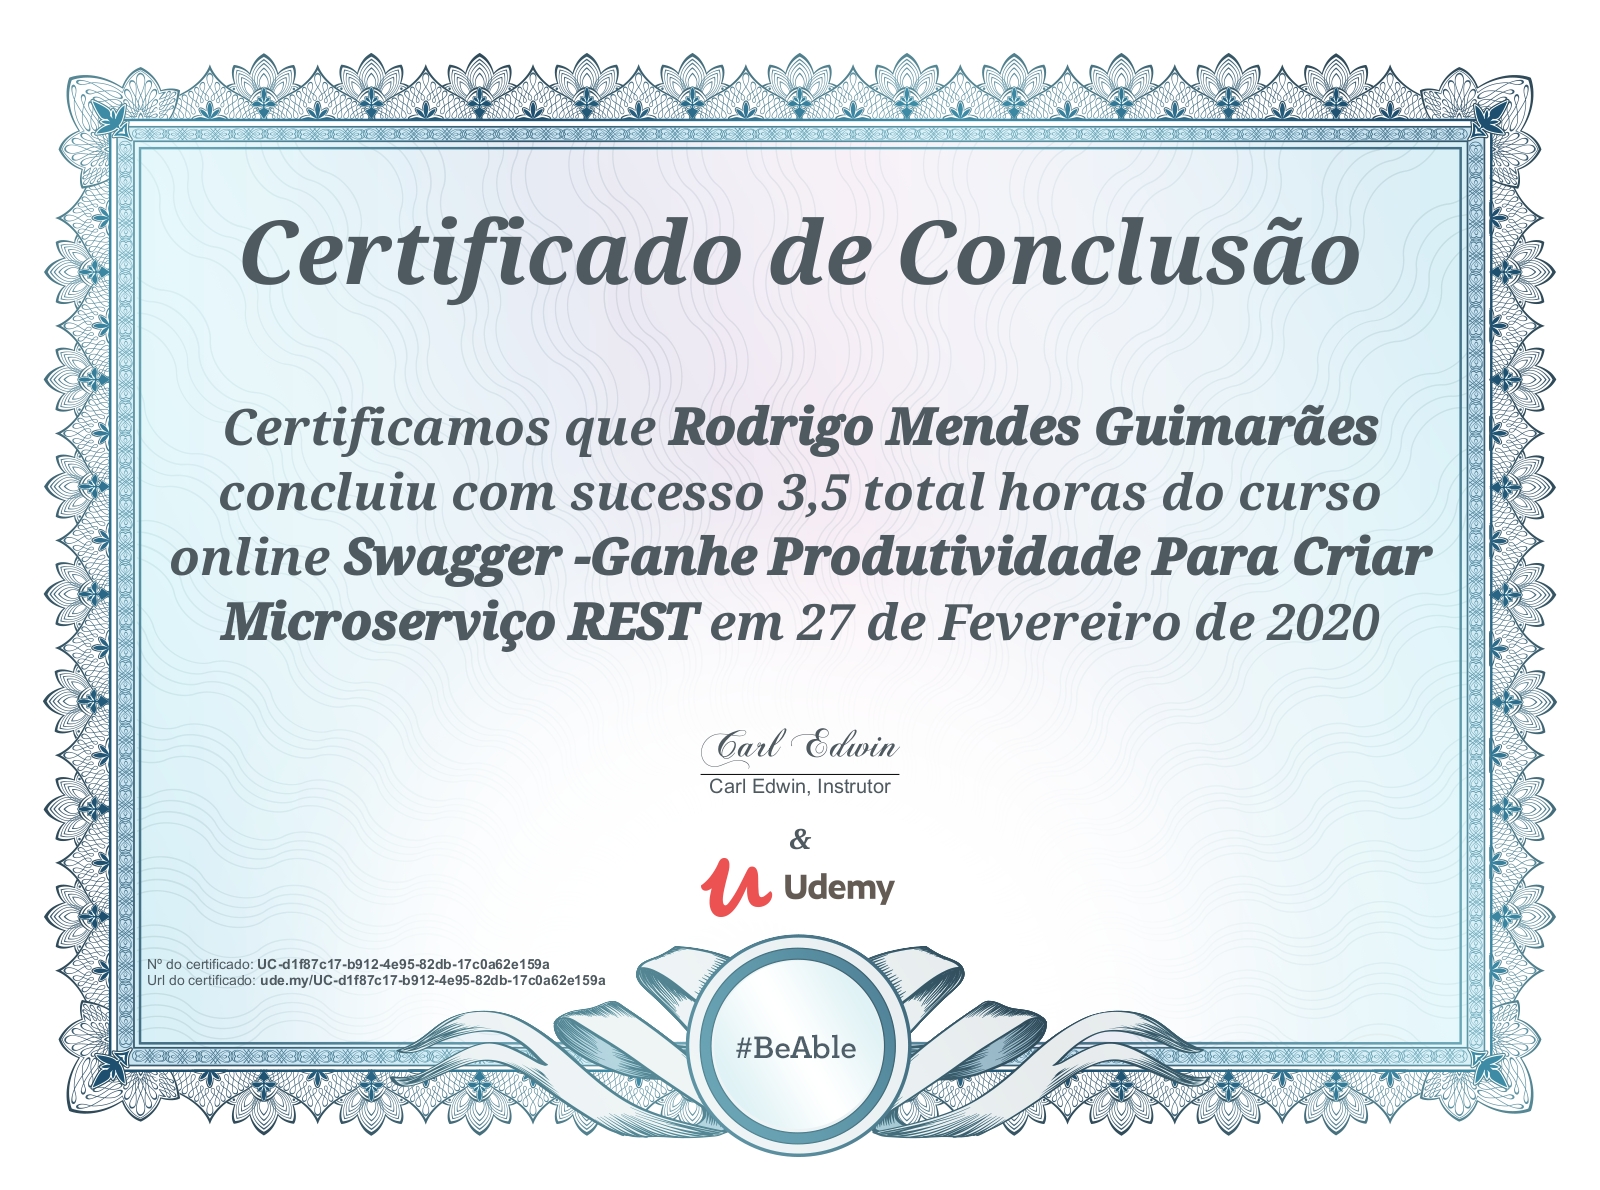 Certificado de Conclusão
Certificamos que Rodrigo Mendes Guimarães
concluiu com sucesso 3,5 total horas do curso
online Swagger -Ganhe Produtividade Para Criar
Microserviço REST em 27 de Fevereiro de 2020
Carl Edwin
Carl Edwin, Instrutor
&
Udemy
Nº do certificado: UC-d1f87c17-b912-4e95-82db-17c0a62e159a
Url do certificado: ude.my/UC-d1f87c17-b912-4e95-82db-17c0a62e159a
#BeAble